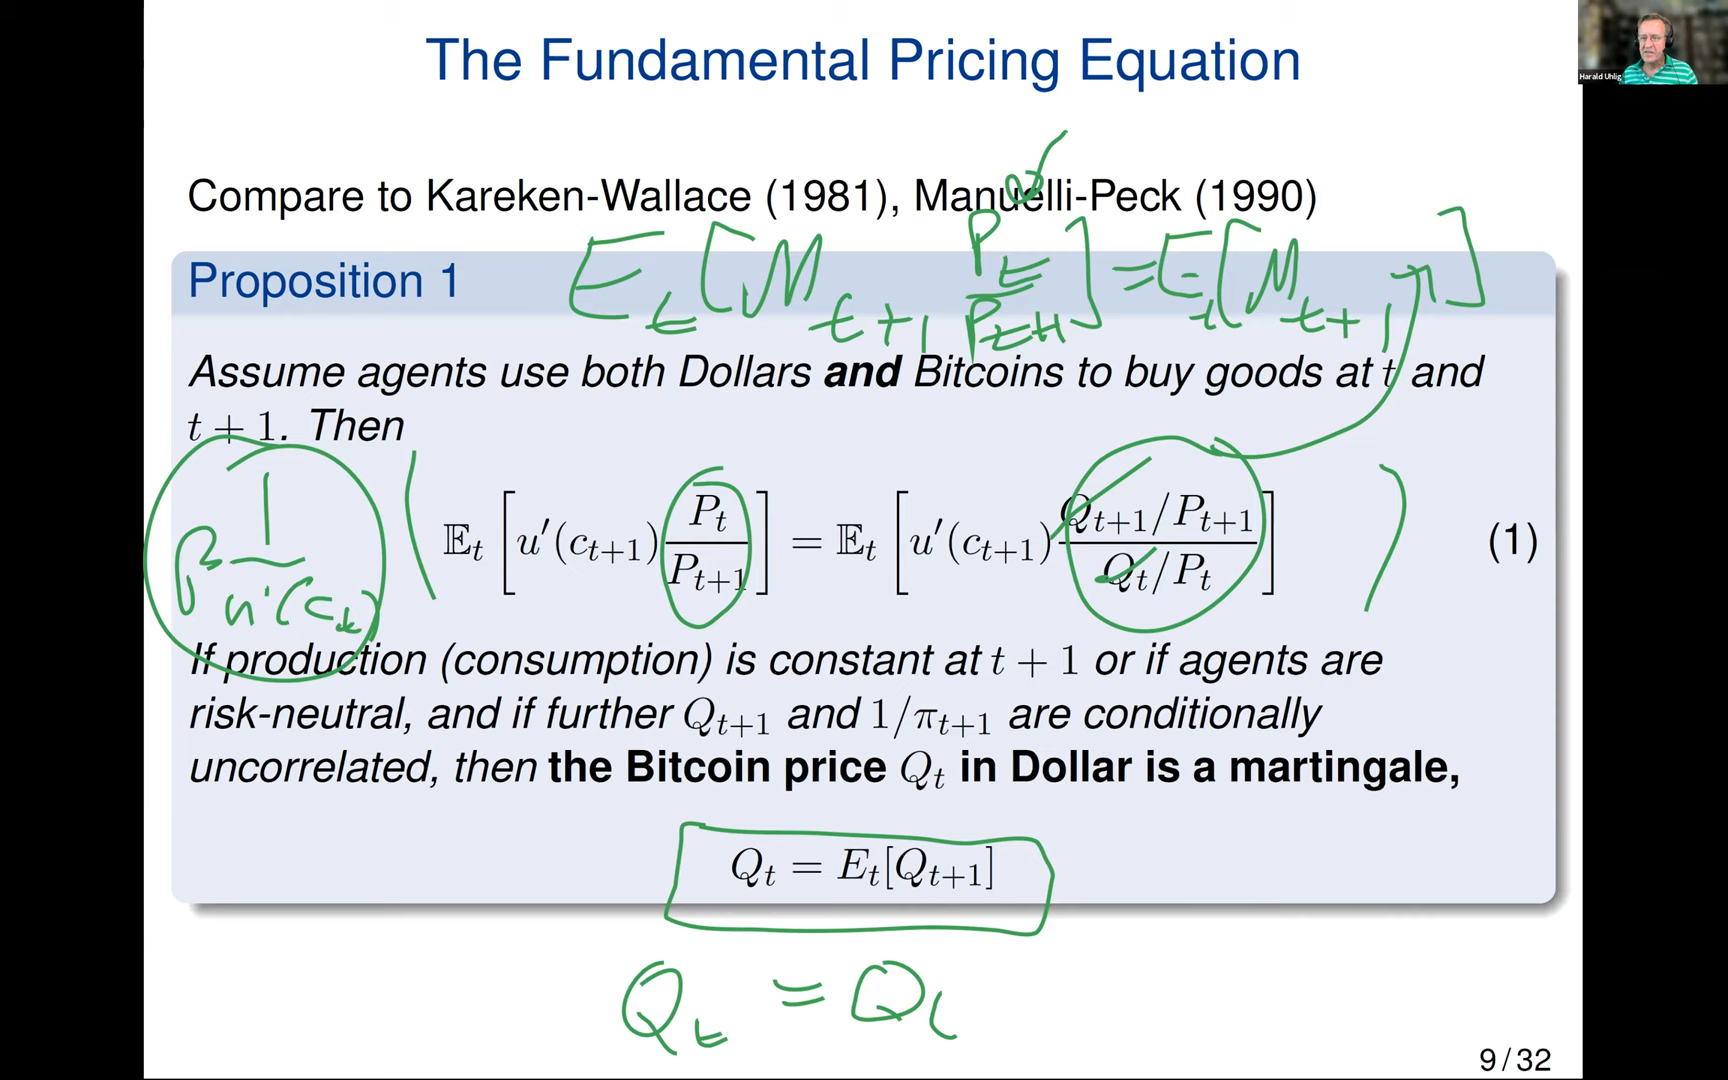 The Fundamental Pricing Equation
Harald Uhlig
Compare to Kareken-Wallace (1981), Manuelli-Peck (1990)
E_t [ M_{t+1} P_t / P_{t+1} ] = E_t [ M_{t+1} ]
Proposition 1
Assume agents use both Dollars and Bitcoins to buy goods at t and
t + 1. Then
β 1 / u'(c_t) ( 𝔼_t [ u′(c_{t+1}) P_t / P_{t+1} ] = 𝔼_t [ u′(c_{t+1}) (Q_{t+1}/P_{t+1}) / (Q_t/P_t) ] ) (1)
If production (consumption) is constant at t + 1 or if agents are
risk-neutral, and if further Q_{t+1} and 1/π_{t+1} are conditionally
uncorrelated, then the Bitcoin price Q_t in Dollar is a martingale,
Q_t = E_t[Q_{t+1}]
Q_t = Q
9 / 32